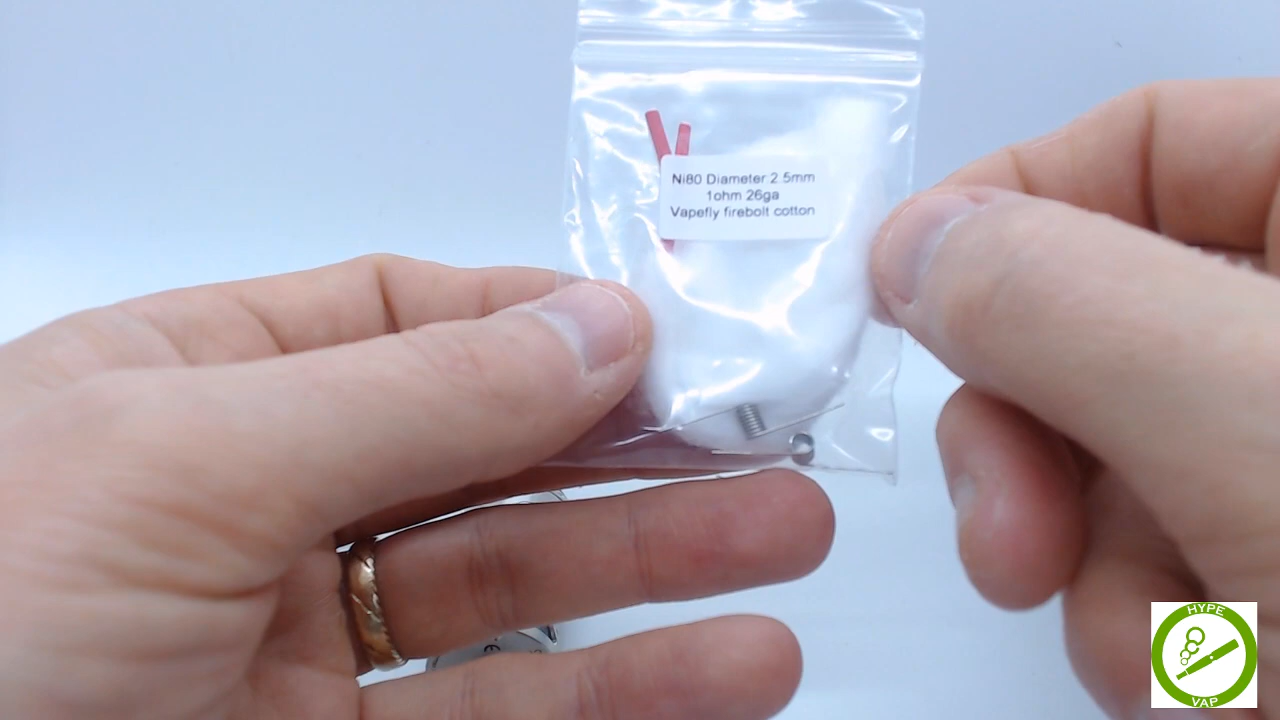 Ni80 Diameter 2.5mm
1ohm 26ga
Vapefly firebolt cotton
HYPE
VAP